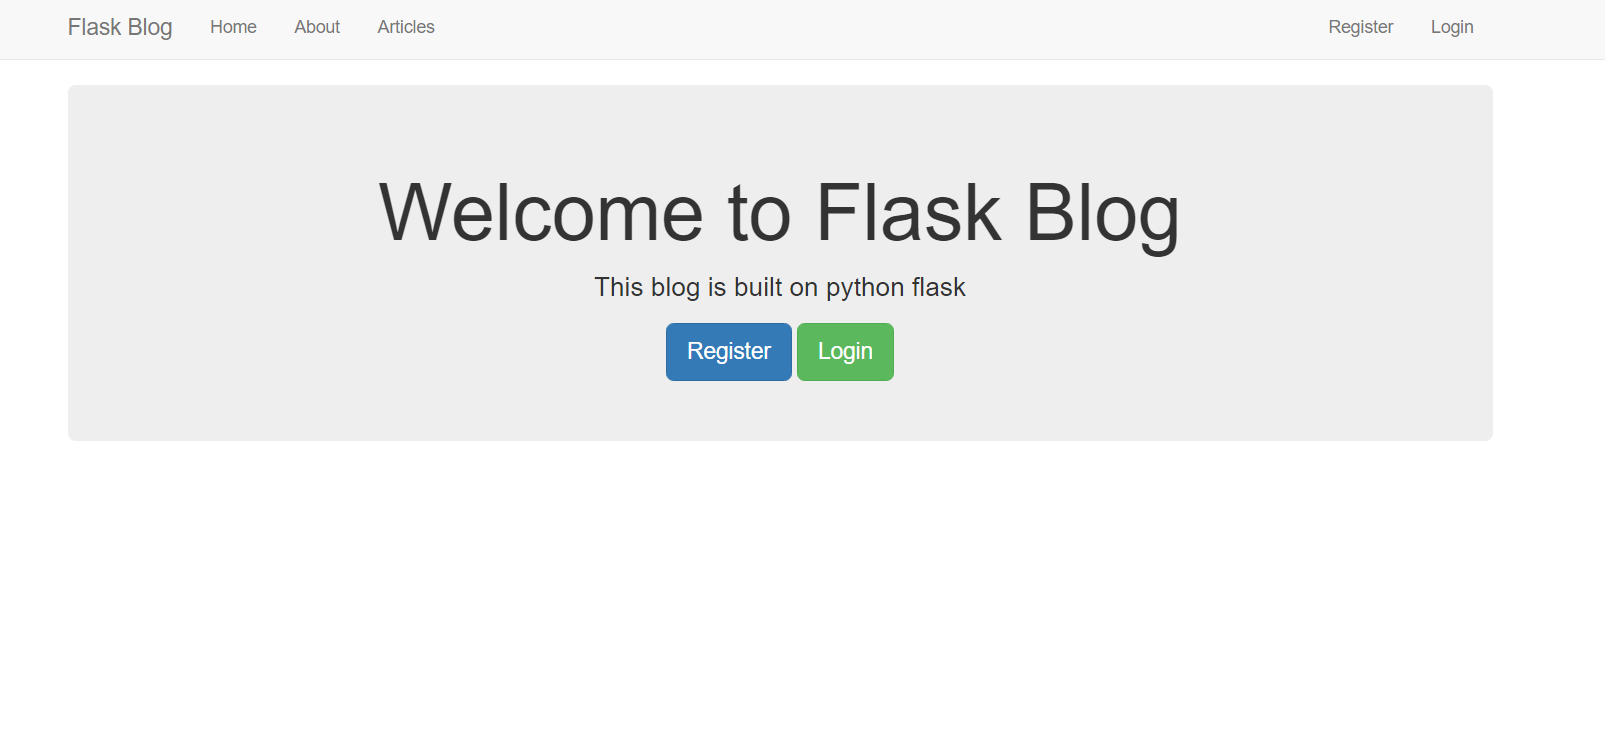 Flask Blog Home About Articles Register Login
Welcome to Flask Blog
This blog is built on python flask
Register Login